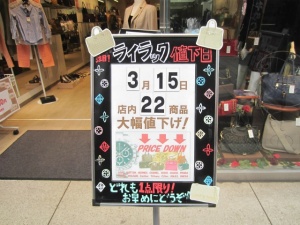 ライラック値下日
3月15日
店内22商品
大幅値下げ!
PRICE DOWN
どれも1点限り!
お早めにどうぞ